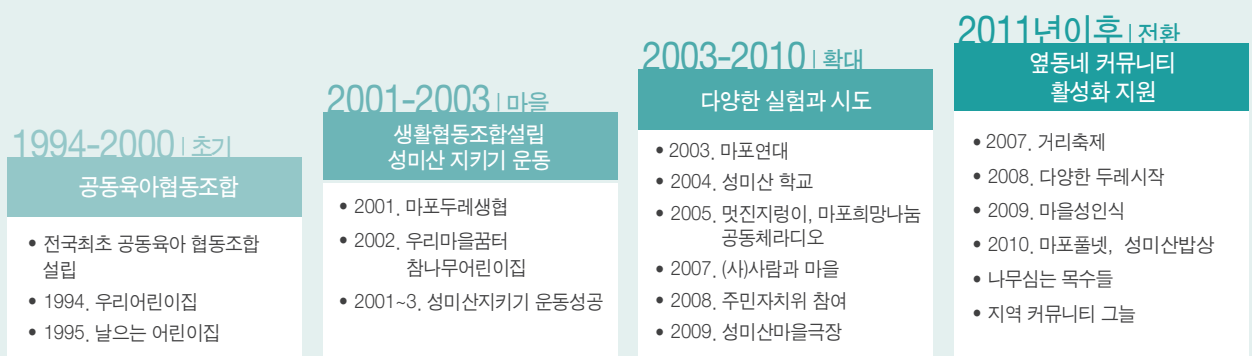 1994-2000 | 초기
공동육아협동조합
• 전국최초 공동육아 협동조합
설립
• 1994. 우리어린이집
• 1995. 날으는 어린이집
2001-2003 | 마을
생활협동조합설립
성미산 지키기 운동
• 2001. 마포두레생협
• 2002. 우리마을꿈터
참나무어린이집
• 2001~3. 성미산지키기 운동성공
2003-2010 | 확대
다양한 실험과 시도
• 2003. 마포연대
• 2004. 성미산 학교
• 2005. 멋진지렁이, 마포희망나눔
공동체라디오
• 2007. (사)사람과 마을
• 2008. 주민자치위 참여
• 2009. 성미산마을극장
2011년이후 | 전환
옆동네 커뮤니티
활성화 지원
• 2007. 거리축제
• 2008. 다양한 두레시작
• 2009. 마을성인식
• 2010. 마포풀넷, 성미산밥상
• 나무심는 목수들
• 지역 커뮤니티 그늘